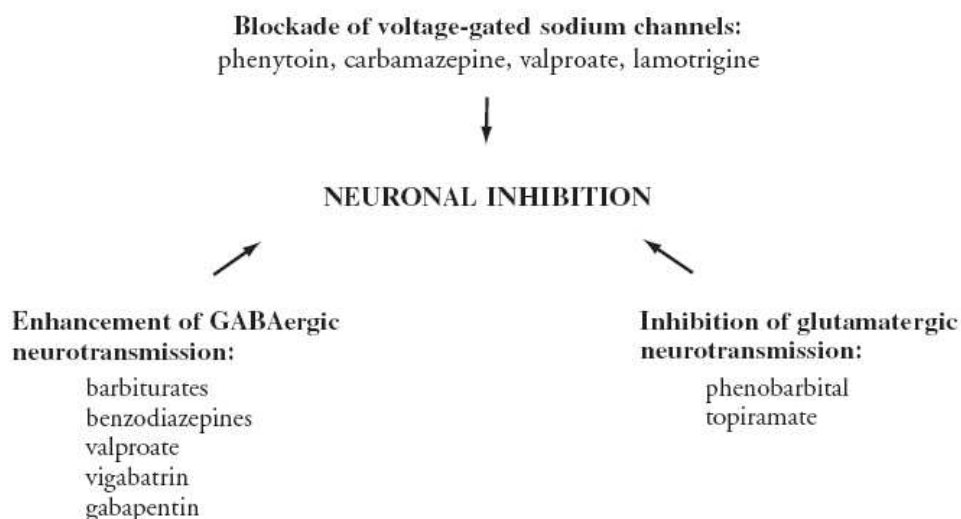 Blockade of voltage-gated sodium channels:
phenytoin, carbamazepine, valproate, lamotrigine
NEURONAL INHIBITION
Enhancement of GABAergic
neurotransmission:
barbiturates
benzodiazepines
valproate
vigabatrin
gabapentin
Inhibition of glutamatergic
neurotransmission:
phenobarbital
topiramate